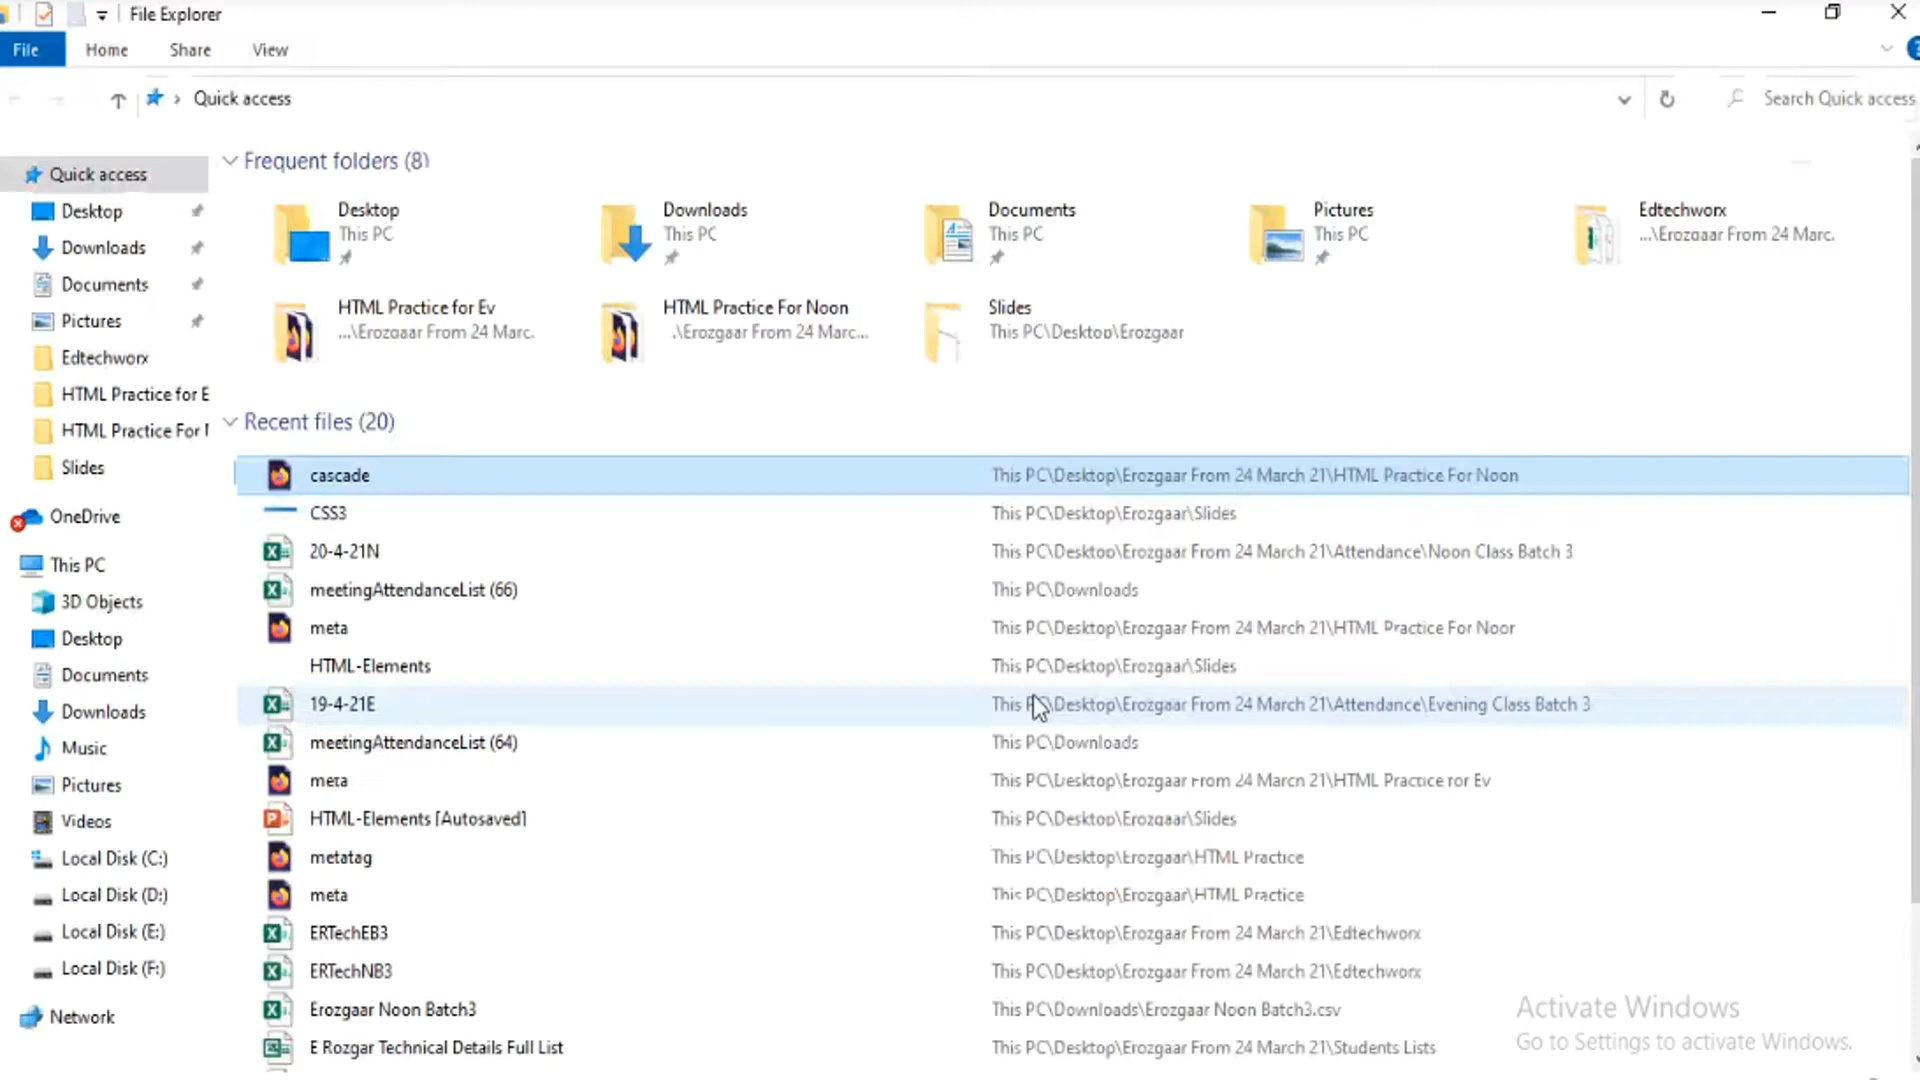 File Explorer
File Home Share View
Quick access
Search Quick access
Quick access
Desktop
Downloads
Documents
Pictures
Edtechworx
HTML Practice for E
HTML Practice For
Slides
OneDrive
This PC
3D Objects
Desktop
Documents
Downloads
Music
Pictures
Videos
Local Disk (C:)
Local Disk (D:)
Local Disk (E:)
Local Disk (F:)
Network
Frequent folders (8)
Desktop
This PC
Downloads
This PC
Documents
This PC
Pictures
This PC
Edtechworx
...\Erozgaar From 24 Marc.
HTML Practice for Ev
...\Erozgaar From 24 Marc.
HTML Practice For Noon
.\Erozgaar From 24 Marc...
Slides
This PC\Desktop\Erozgaar
Recent files (20)
cascade This PC\Desktop\Erozgaar From 24 March 21\HTML Practice For Noon
CSS3 This PC\Desktop\Erozgaar\Slides
20-4-21N This PC\Desktop\Erozgaar From 24 March 21\Attendance\Noon Class Batch 3
meetingAttendanceList (66) This PC\Downloads
meta This PC\Desktop\Erozgaar From 24 March 21\HTML Practice For Noor
HTML-Elements This PC\Desktop\Erozgaar\Slides
19-4-21E This PC\Desktop\Erozgaar From 24 March 21\Attendance\Evening Class Batch 3
meetingAttendanceList (64) This PC\Downloads
meta This PC\Desktop\Erozgaar From 24 March 21\HTML Practice for Ev
HTML-Elements [Autosaved] This PC\Desktop\Erozgaar\Slides
metatag This PC\Desktop\Erozgaar\HTML Practice
meta This PC\Desktop\Erozgaar\HTML Practice
ERTechEB3 This PC\Desktop\Erozgaar From 24 March 21\Edtechworx
ERTechNB3 This PC\Desktop\Erozgaar From 24 March 21\Edtechworx
Erozgaar Noon Batch3 This PC\Downloads\Erozgaar Noon Batch3.csv
E Rozgar Technical Details Full List This PC\Desktop\Erozgaar From 24 March 21\Students Lists
Activate Windows
Go to Settings to activate Windows.